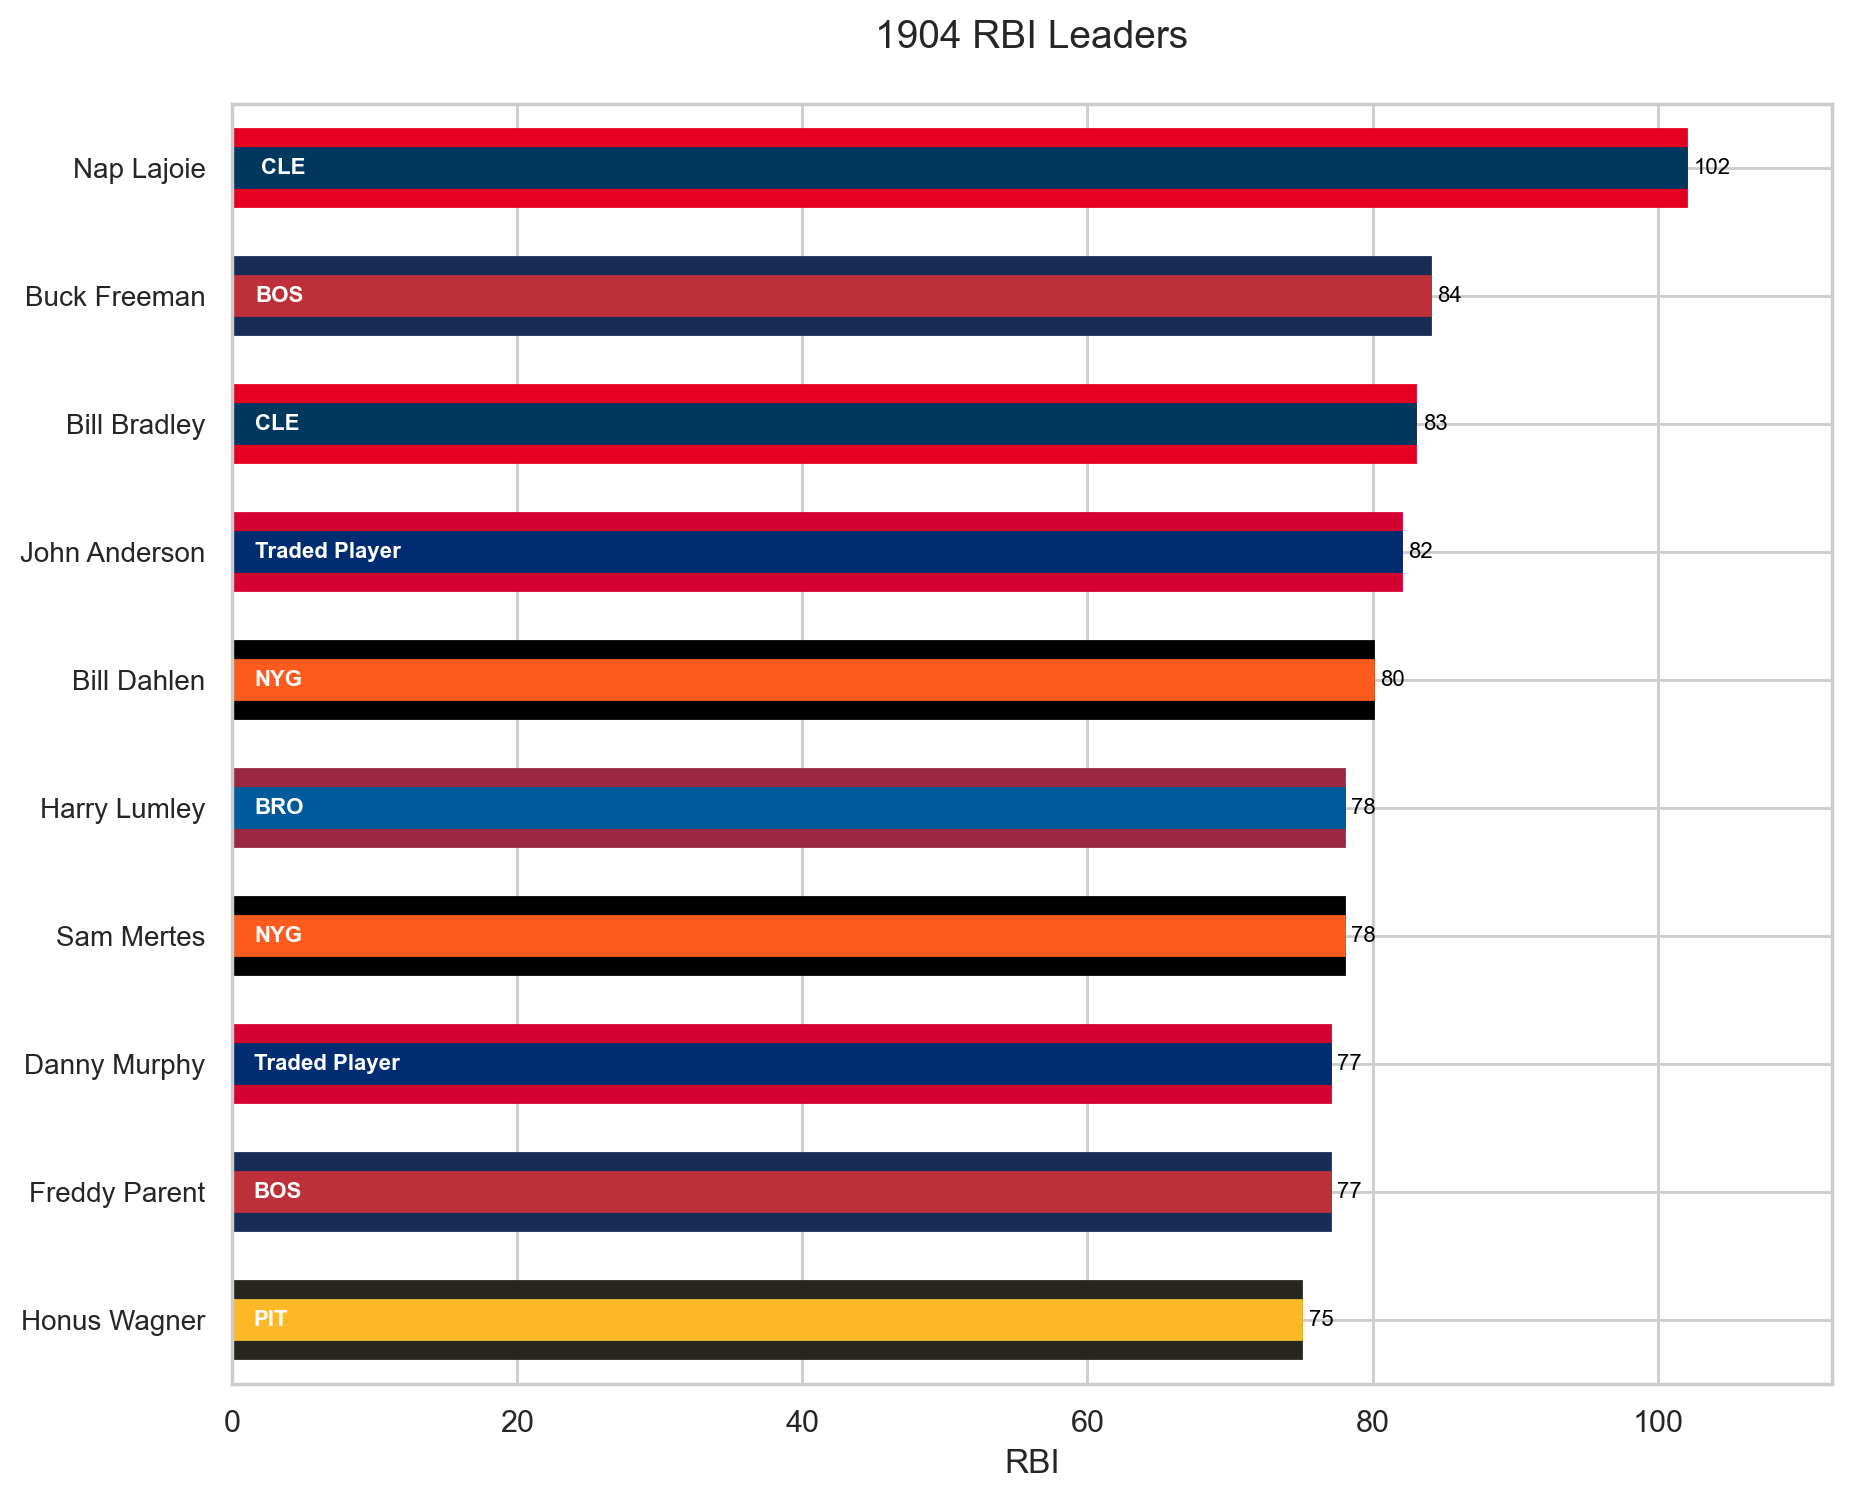 1904 RBI Leaders
Nap Lajoie CLE 102
Buck Freeman BOS 84
Bill Bradley CLE 83
John Anderson Traded Player 82
Bill Dahlen NYG 80
Harry Lumley BRO 78
Sam Mertes NYG 78
Danny Murphy Traded Player 77
Freddy Parent BOS 77
Honus Wagner PIT 75
0 20 40 60 80 100
RBI